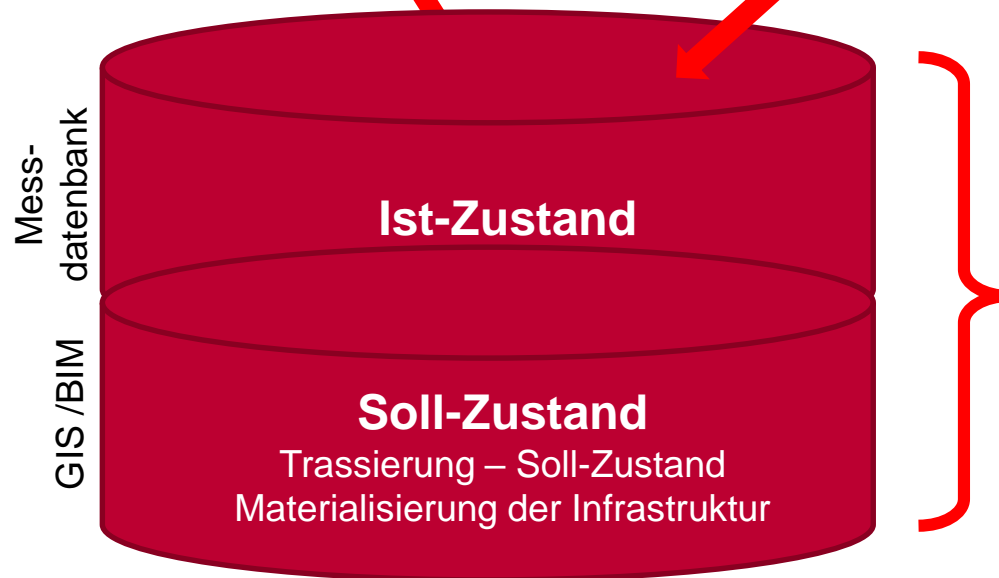 Mess-
datenbank
Ist-Zustand
GIS /BIM
Soll-Zustand
Trassierung – Soll-Zustand
Materialisierung der Infrastruktur